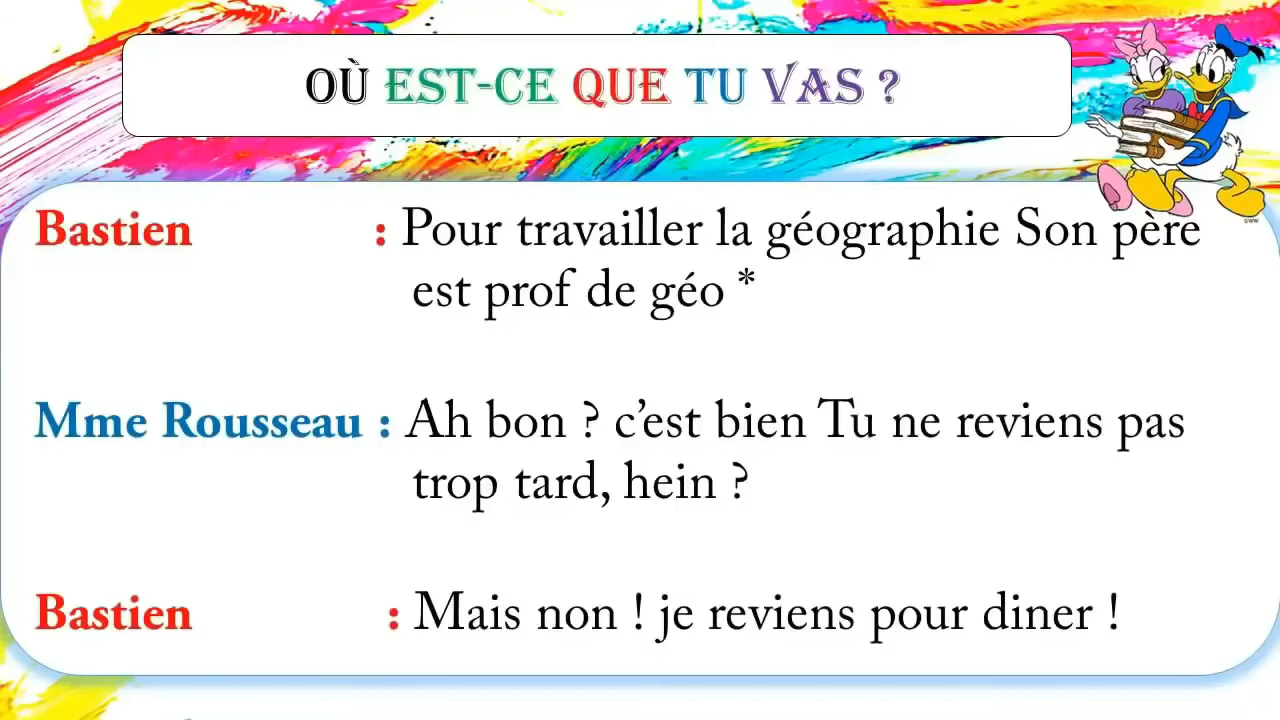 OÙ EST-CE QUE TU VAS ?
Bastien : Pour travailler la géographie Son père
est prof de géo *
Mme Rousseau : Ah bon ? c’est bien Tu ne reviens pas
trop tard, hein ?
Bastien : Mais non ! je reviens pour diner !